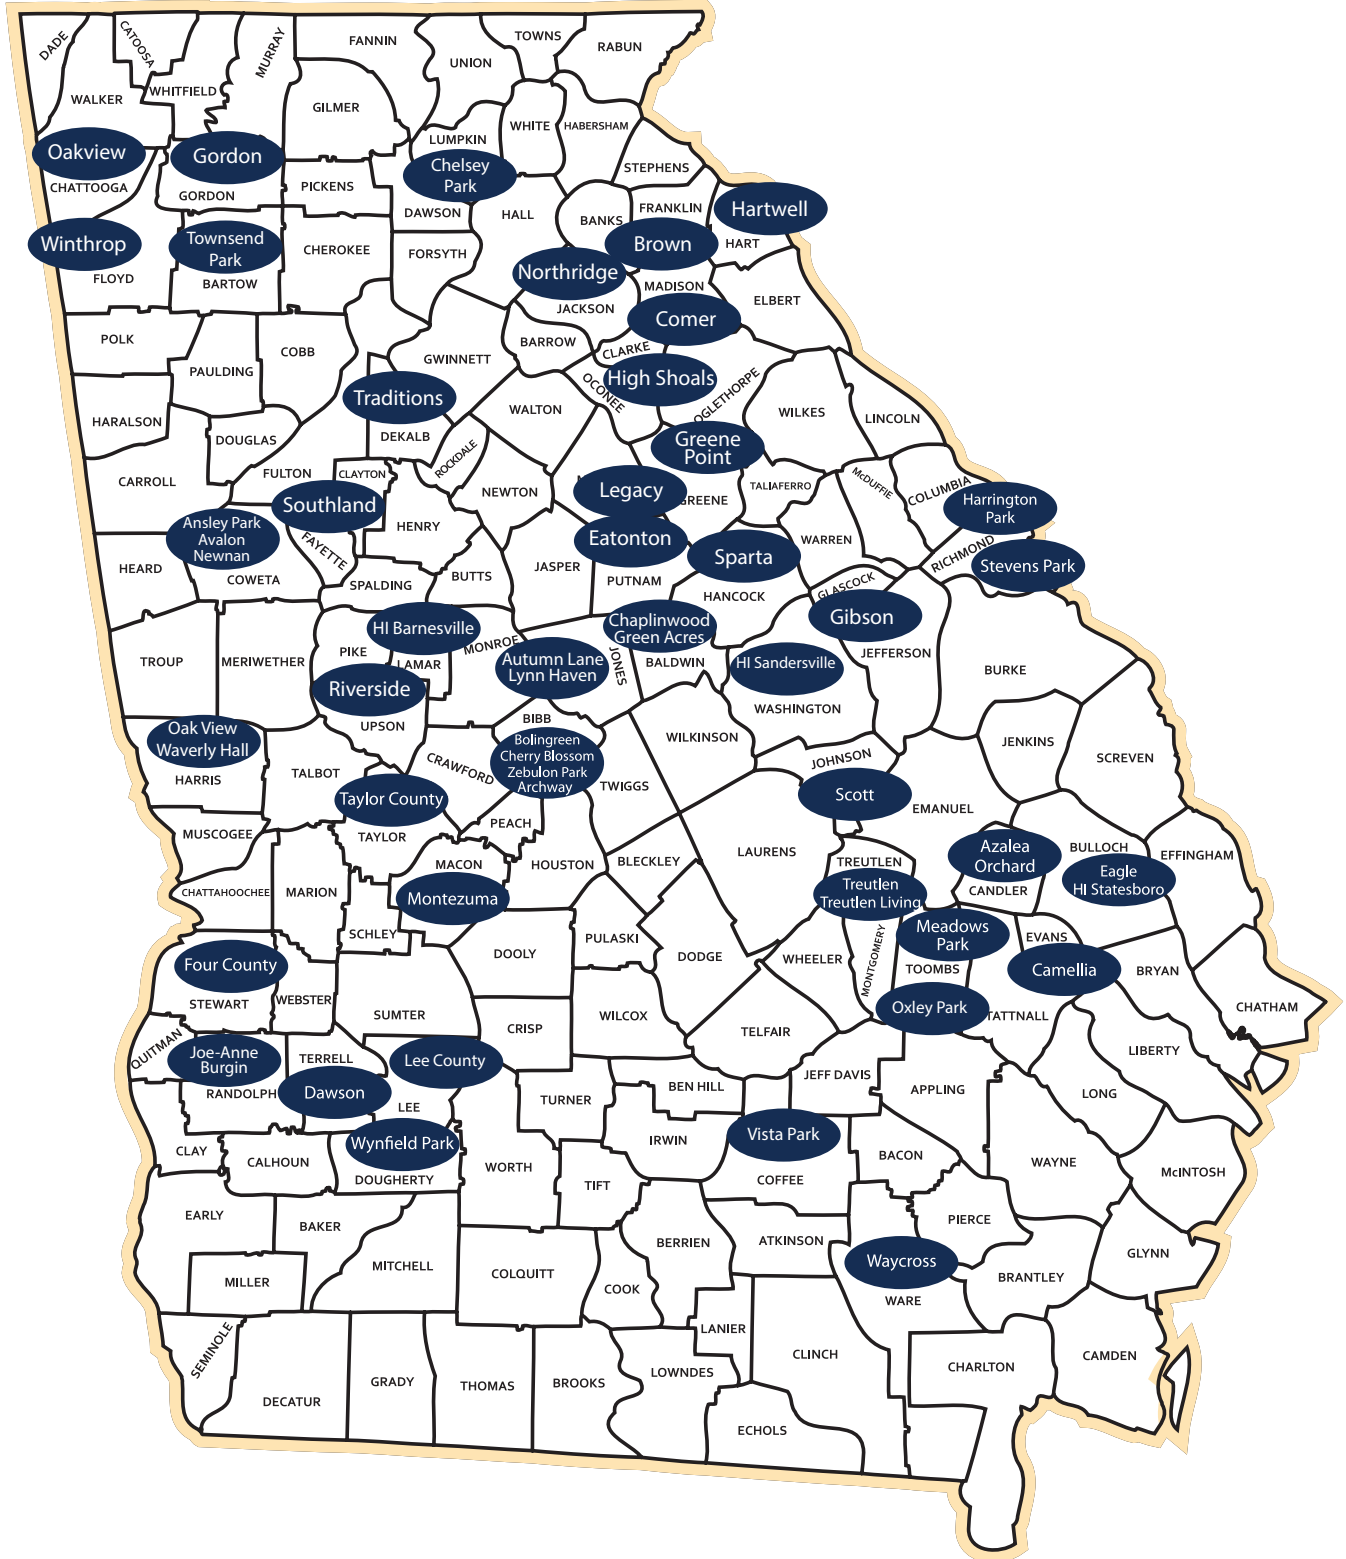 DADE
CATOOSA
MURRAY
FANNIN
TOWNS
RABUN
UNION
WALKER
WHITFIELD
GILMER
WHITE
HABERSHAM
LUMPKIN
Oakview
Gordon
Chelsey
Park
STEPHENS
CHATTOOGA
GORDON
PICKENS
DAWSON
HALL
BANKS
FRANKLIN
Hartwell
HART
Winthrop
Townsend
Park
CHEROKEE
FORSYTH
Brown
Northridge
FLOYD
BARTOW
MADISON
ELBERT
JACKSON
Comer
POLK
COBB
BARROW
CLARKE
GWINNETT
PAULDING
High Shoals
OCONEE
OGLETHORPE
Traditions
WALTON
WILKES
LINCOLN
HARALSON
DOUGLAS
DEKALB
ROCKDALE
Greene
Point
CARROLL
FULTON
CLAYTON
NEWTON
Legacy
GREENE
TALIAFERRO
McDUFFIE
COLUMBIA
Harrington
Park
Southland
HENRY
Ansley Park
Avalon
Newnan
FAYETTE
Eatonton
Sparta
WARREN
RICHMOND
Stevens Park
HEARD
COWETA
SPALDING
BUTTS
JASPER
PUTNAM
HANCOCK
GLASCOCK
Gibson
HI Barnesville
Chaplinwood
Green Acres
MONROE
PIKE
LAMAR
TROUP
MERIWETHER
Autumn Lane
Lynn Haven
JONES
BALDWIN
HI Sandersville
JEFFERSON
BURKE
Riverside
UPSON
WASHINGTON
Oak View
Waverly Hall
BIBB
WILKINSON
JENKINS
SCREVEN
HARRIS
TALBOT
CRAWFORD
Bolingreen
Cherry Blossom
Zebulon Park
Archway
TWIGGS
JOHNSON
Taylor County
Scott
EMANUEL
MUSCOGEE
TAYLOR
PEACH
LAURENS
Azalea
Orchard
BULLOCH
EFFINGHAM
CHATTAHOOCHEE
MARION
MACON
HOUSTON
BLECKLEY
TREUTLEN
CANDLER
Eagle
HI Statesboro
Montezuma
Treutlen
Treutlen Living
SCHLEY
DOOLY
PULASKI
DODGE
WHEELER
MONTGOMERY
Meadows
Park
EVANS
Four County
TOOMBS
Camellia
BRYAN
STEWART
WEBSTER
SUMTER
CRISP
WILCOX
TELFAIR
Oxley Park
TATTNALL
CHATHAM
QUITMAN
Joe-Anne
Burgin
TERRELL
Lee County
LIBERTY
RANDOLPH
Dawson
LEE
TURNER
BEN HILL
JEFF DAVIS
APPLING
LONG
CLAY
CALHOUN
Wynfield Park
DOUGHERTY
WORTH
TIFT
IRWIN
Vista Park
COFFEE
BACON
WAYNE
McINTOSH
EARLY
BAKER
MITCHELL
BERRIEN
ATKINSON
PIERCE
GLYNN
MILLER
COLQUITT
COOK
Waycross
WARE
BRANTLEY
SEMINOLE
LANIER
CLINCH
CHARLTON
CAMDEN
DECATUR
GRADY
THOMAS
BROOKS
LOWNDES
ECHOLS